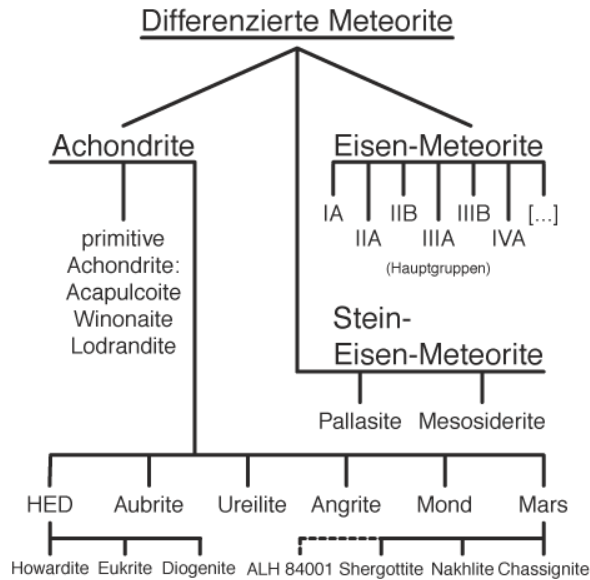 Differenzierte Meteorite
Achondrite
Eisen-Meteorite
IA IIB IIIB [...]
IIA IIIA IVA
(Hauptgruppen)
primitive
Achondrite:
Acapulcoite
Winonaite
Lodrandite
Stein-
Eisen-Meteorite
Pallasite Mesosiderite
HED Aubrite Ureilite Angrite Mond Mars
Howardite Eukrite Diogenite ALH 84001 Shergottite Nakhlite Chassignite